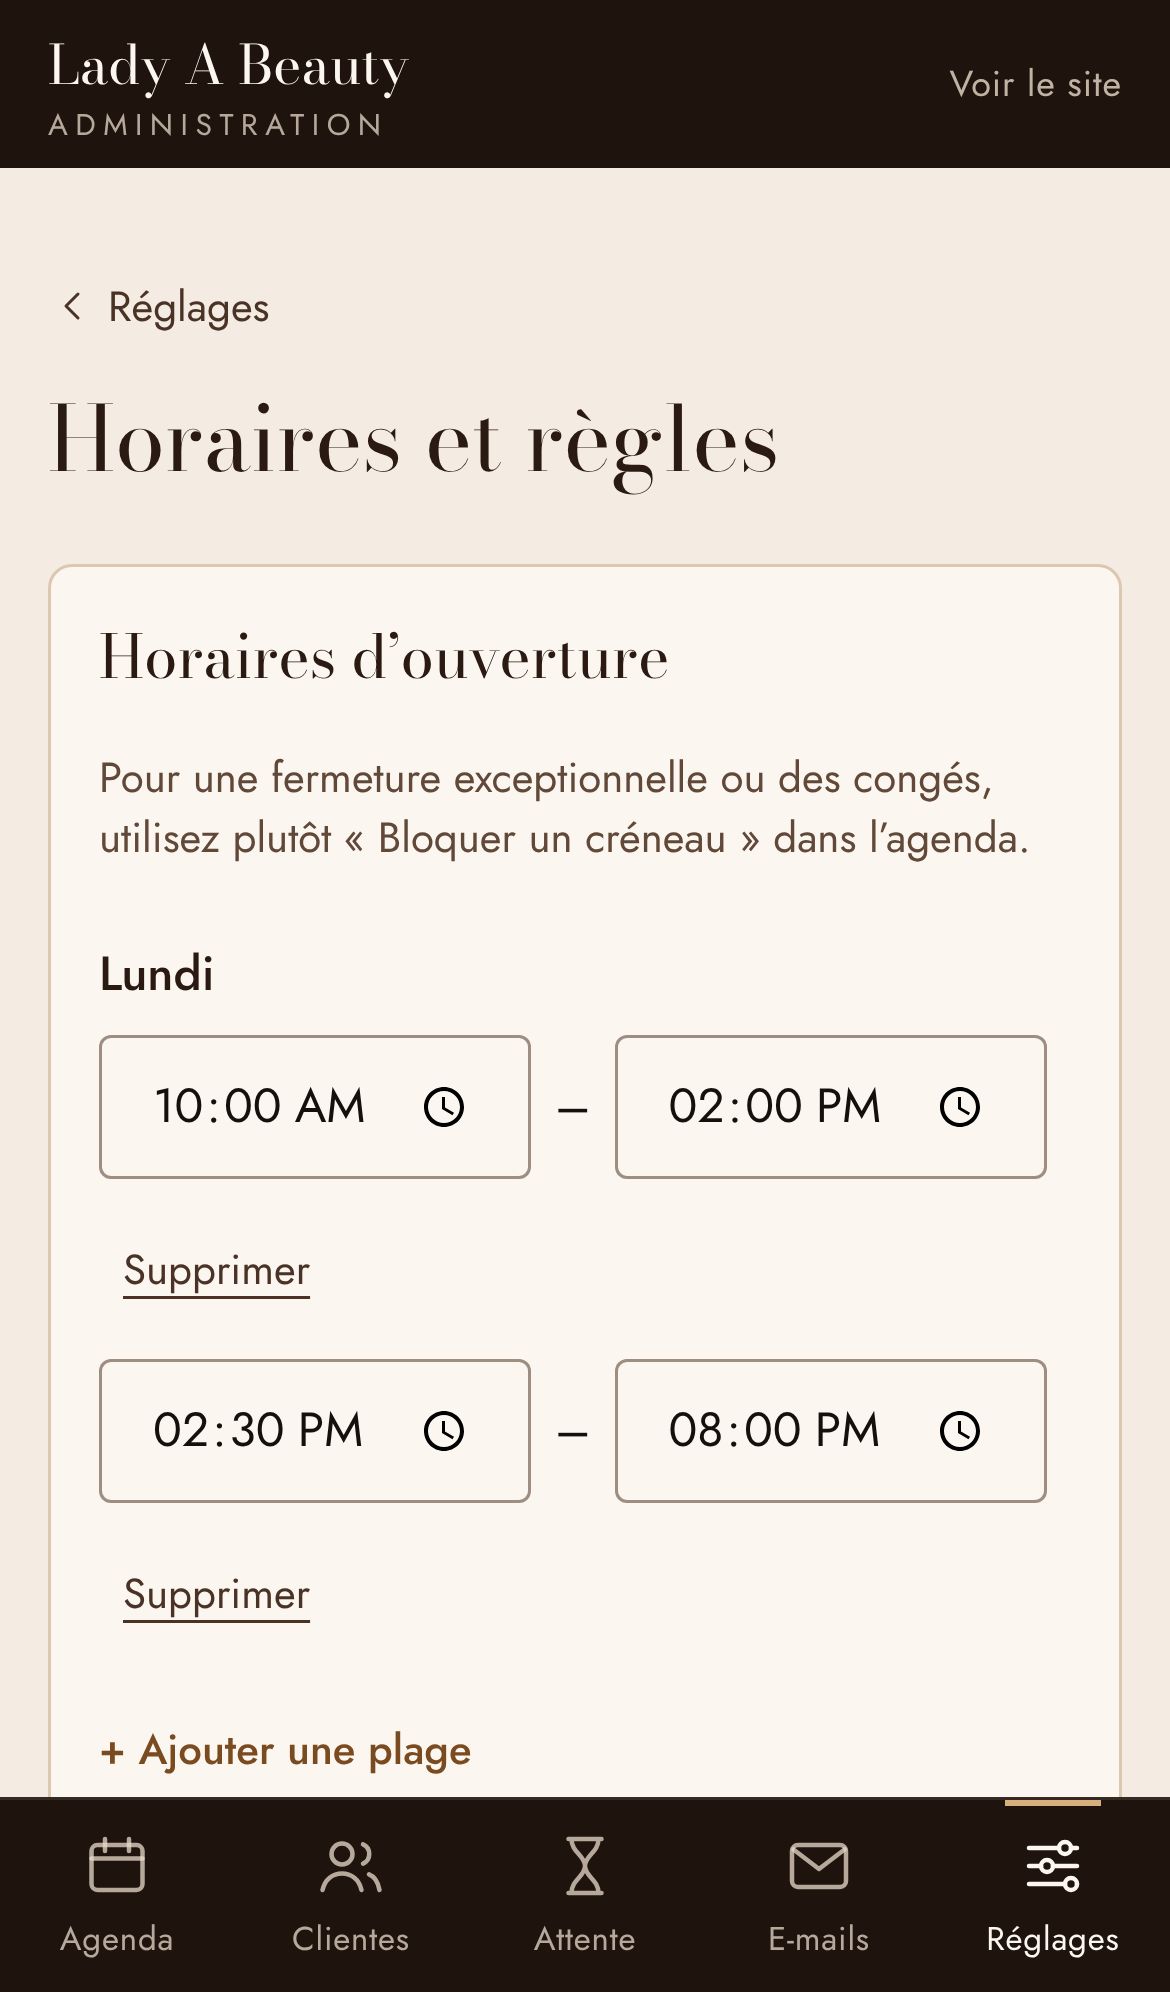 Lady A Beauty
ADMINISTRATION
Voir le site
Réglages
Horaires et règles
Horaires d’ouverture
Pour une fermeture exceptionnelle ou des congés,
utilisez plutôt « Bloquer un créneau » dans l’agenda.
Lundi
10:00 AM – 02:00 PM
Supprimer
02:30 PM – 08:00 PM
Supprimer
+ Ajouter une plage
Agenda Clientes Attente E-mails Réglages